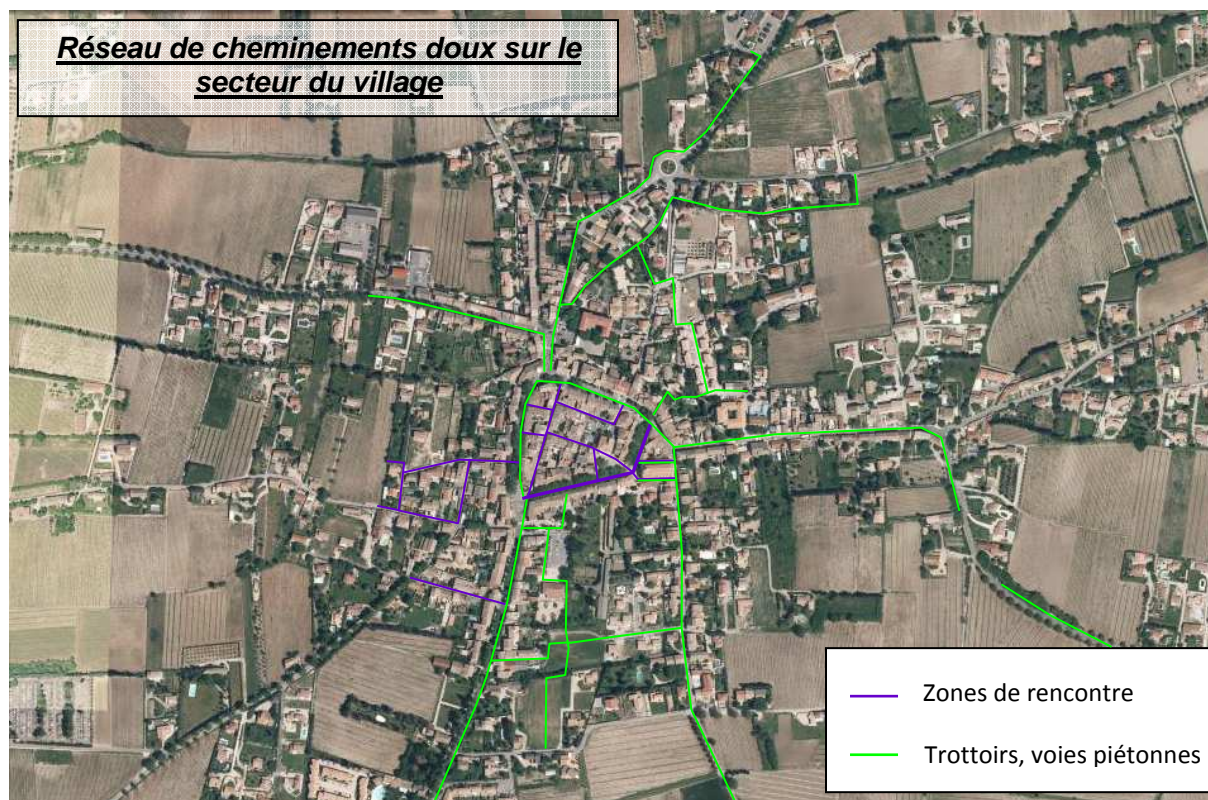 Réseau de cheminements doux sur le
secteur du village
Zones de rencontre
Trottoirs, voies piétonnes